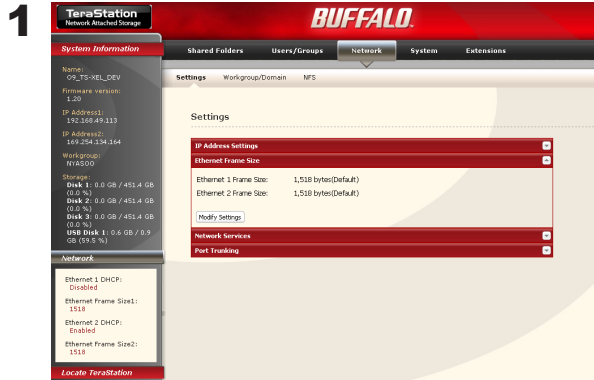 1
TeraStation
Network Attached Storage
BUFFALO
System Information
Shared Folders Users/Groups Network System Extensions
Settings Workgroup/Domain NFS
Name:
O9_TS-XEL_DEV
Firmware version:
1.20
IP Address1:
192.168.49.113
IP Address2:
169.254.134.164
Workgroup:
NYASOO
Storage:
Disk 1: 0.0 GB / 451.4 GB
(0.0 %)
Disk 2: 0.0 GB / 451.4 GB
(0.0 %)
Disk 3: 0.0 GB / 451.4 GB
(0.0 %)
USB Disk 1: 0.6 GB / 0.9
GB (59.5 %)
Network
Ethernet 1 DHCP:
Disabled
Ethernet Frame Size1:
1518
Ethernet 2 DHCP:
Enabled
Ethernet Frame Size2:
1518
Locate TeraStation
Settings
IP Address Settings
Ethernet Frame Size
Ethernet 1 Frame Size: 1,518 bytes(Default)
Ethernet 2 Frame Size: 1,518 bytes(Default)
Modify Settings
Network Services
Port Trunking